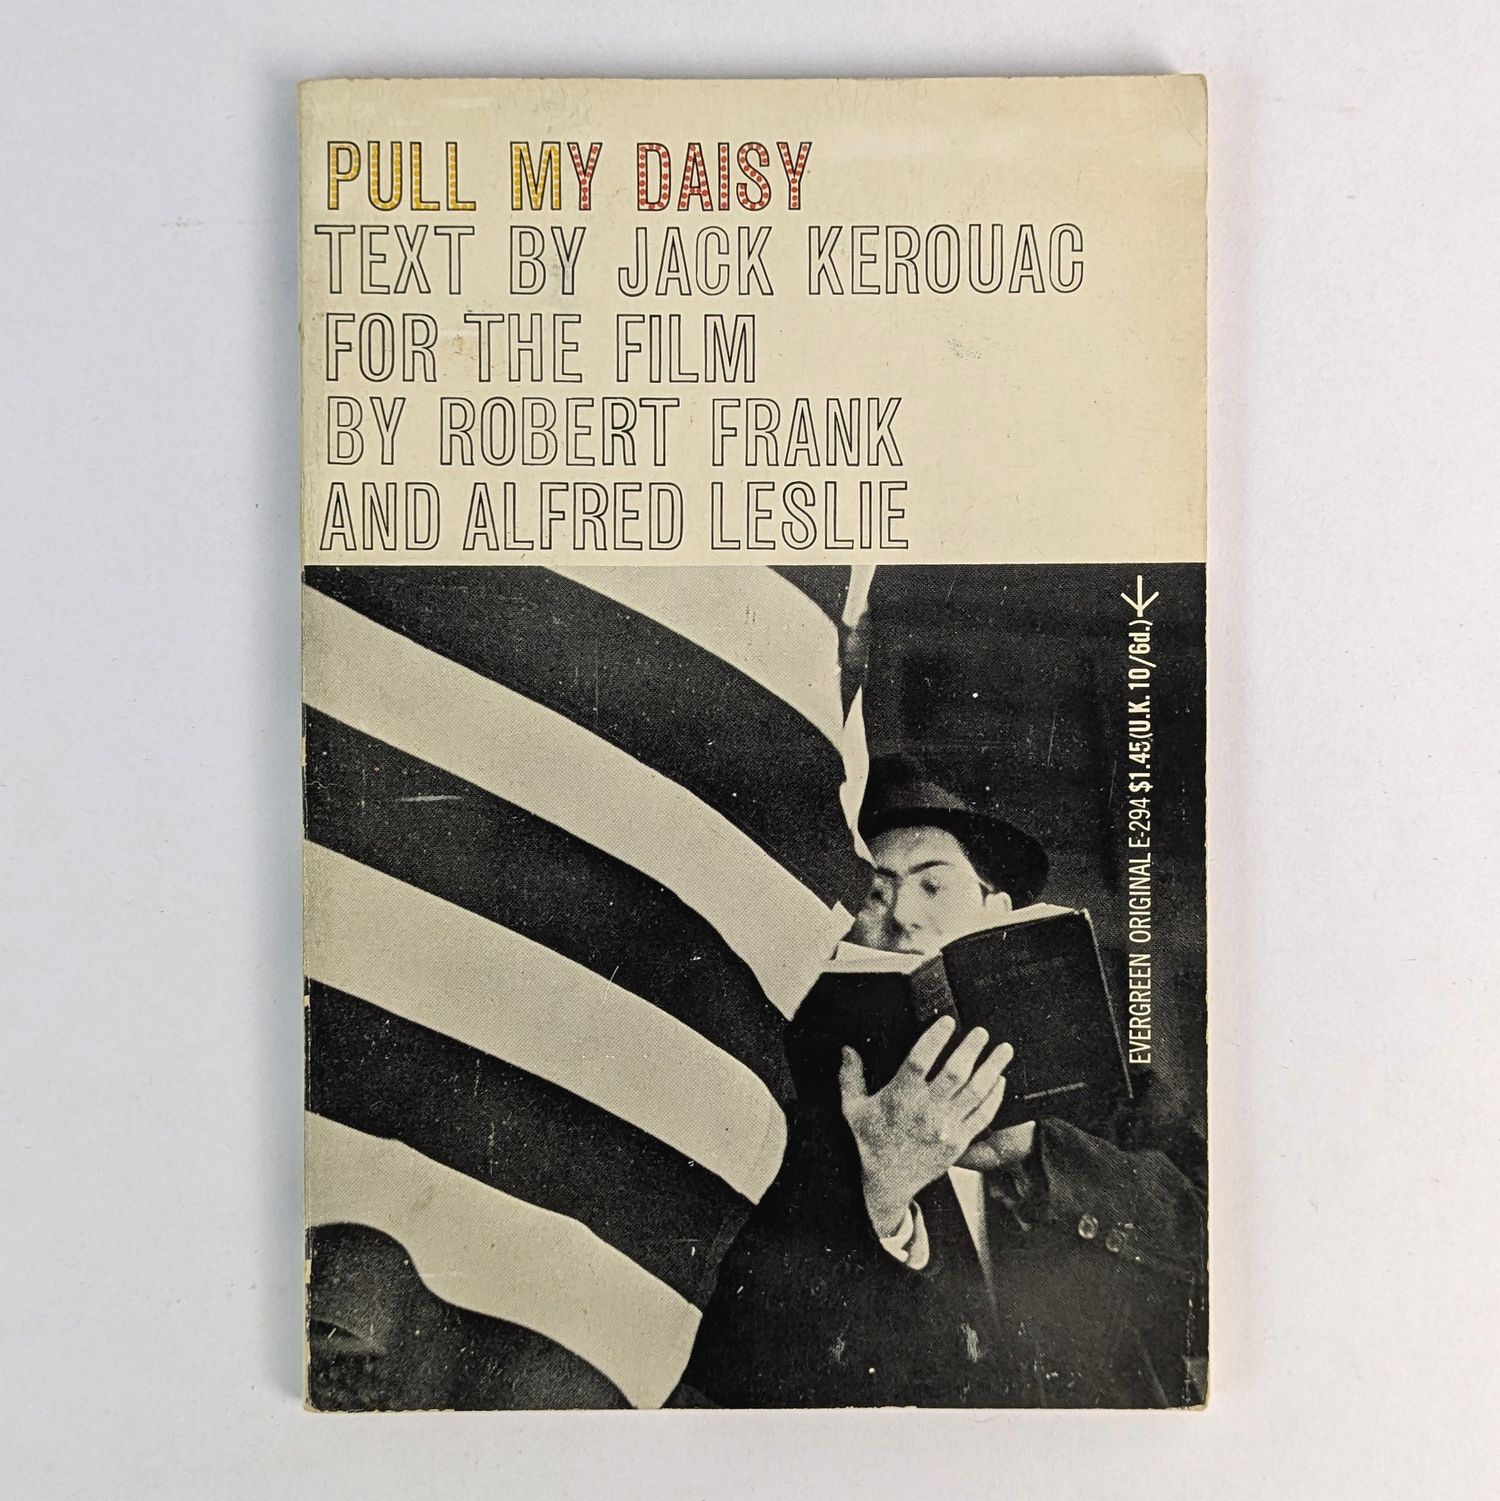 PULL MY DAISY
TEXT BY JACK KEROUAC
FOR THE FILM
BY ROBERT FRANK
AND ALFRED LESLIE
EVERGREEN ORIGINAL E-294 $1.45 (U.K. 10/6d.)